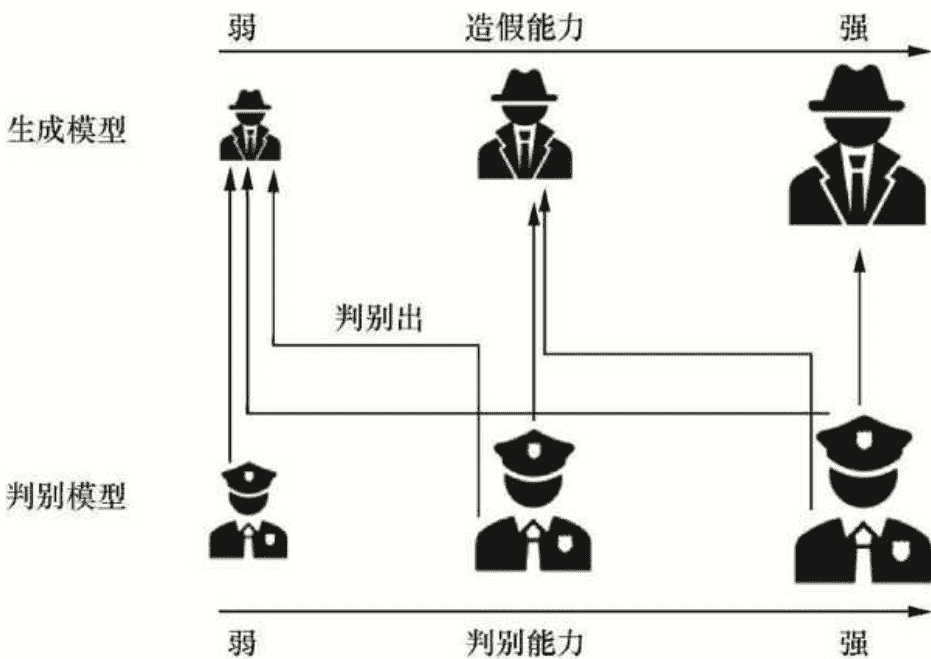 弱 造假能力 强
生成模型
判别出
判别模型
弱 判别能力 强